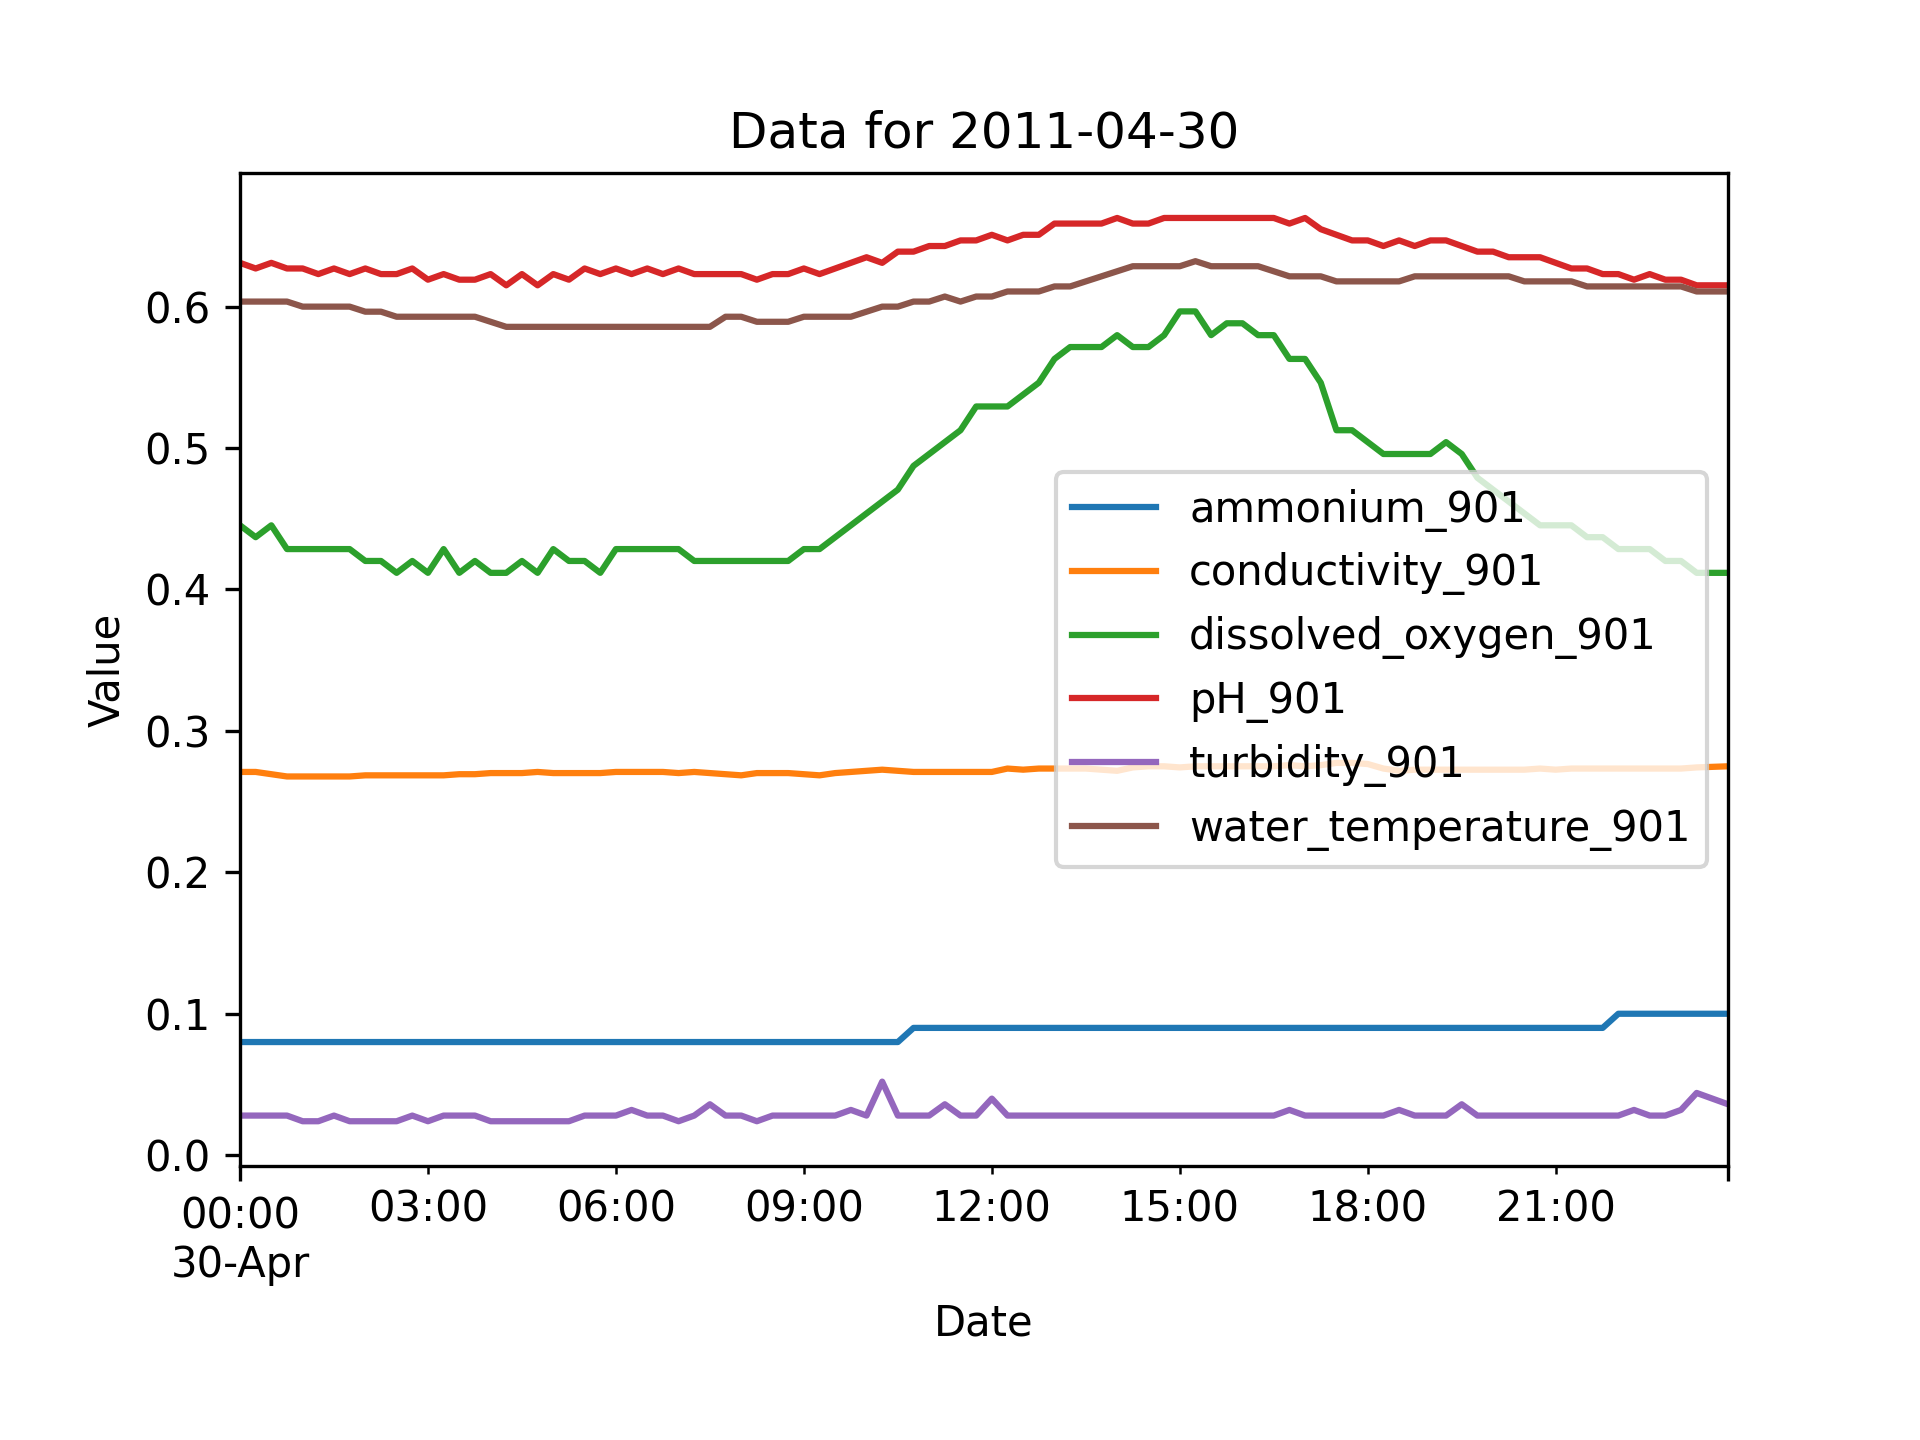 Data for 2011-04-30
Value
0.6
0.5
0.4
0.3
0.2
0.1
0.0
ammonium_901
conductivity_901
dissolved_oxygen_901
pH_901
turbidity_901
water_temperature_901
00:00 03:00 06:00 09:00 12:00 15:00 18:00 21:00
30-Apr
Date